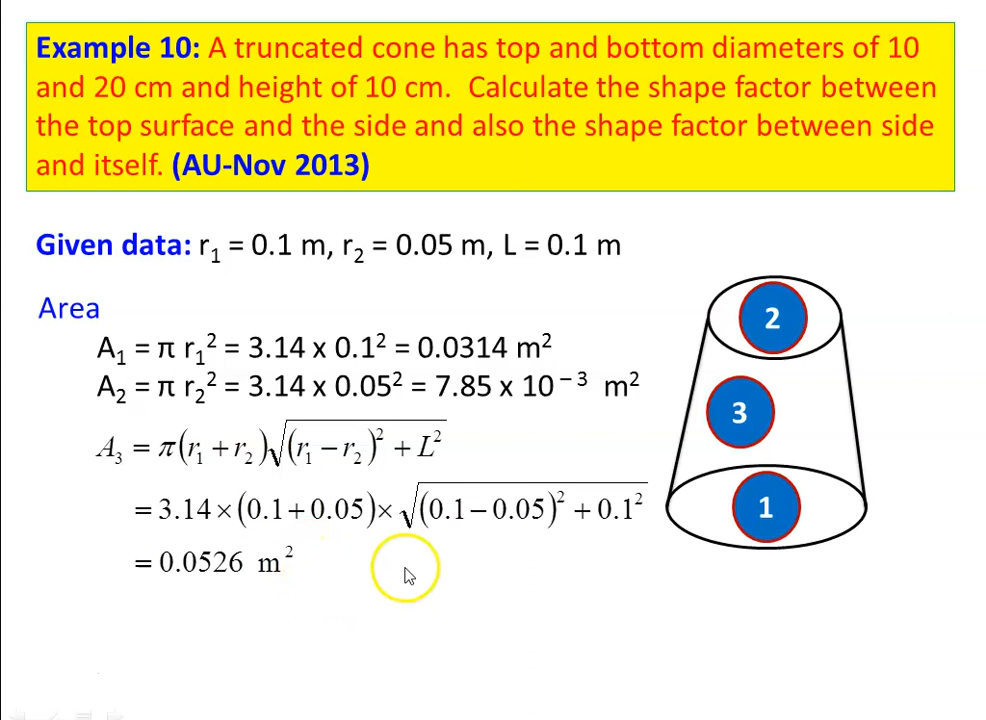 Example 10: A truncated cone has top and bottom diameters of 10
and 20 cm and height of 10 cm. Calculate the shape factor between
the top surface and the side and also the shape factor between side
and itself. (AU-Nov 2013)
Given data: r₁ = 0.1 m, r₂ = 0.05 m, L = 0.1 m
Area
A₁ = π r₁² = 3.14 x 0.1² = 0.0314 m²
A₂ = π r₂² = 3.14 x 0.05² = 7.85 x 10⁻³ m²
A₃ = π(r₁ + r₂)√((r₁ − r₂)² + L²)
= 3.14 × (0.1 + 0.05) × √((0.1 − 0.05)² + 0.1²)
= 0.0526 m²
2
3
1